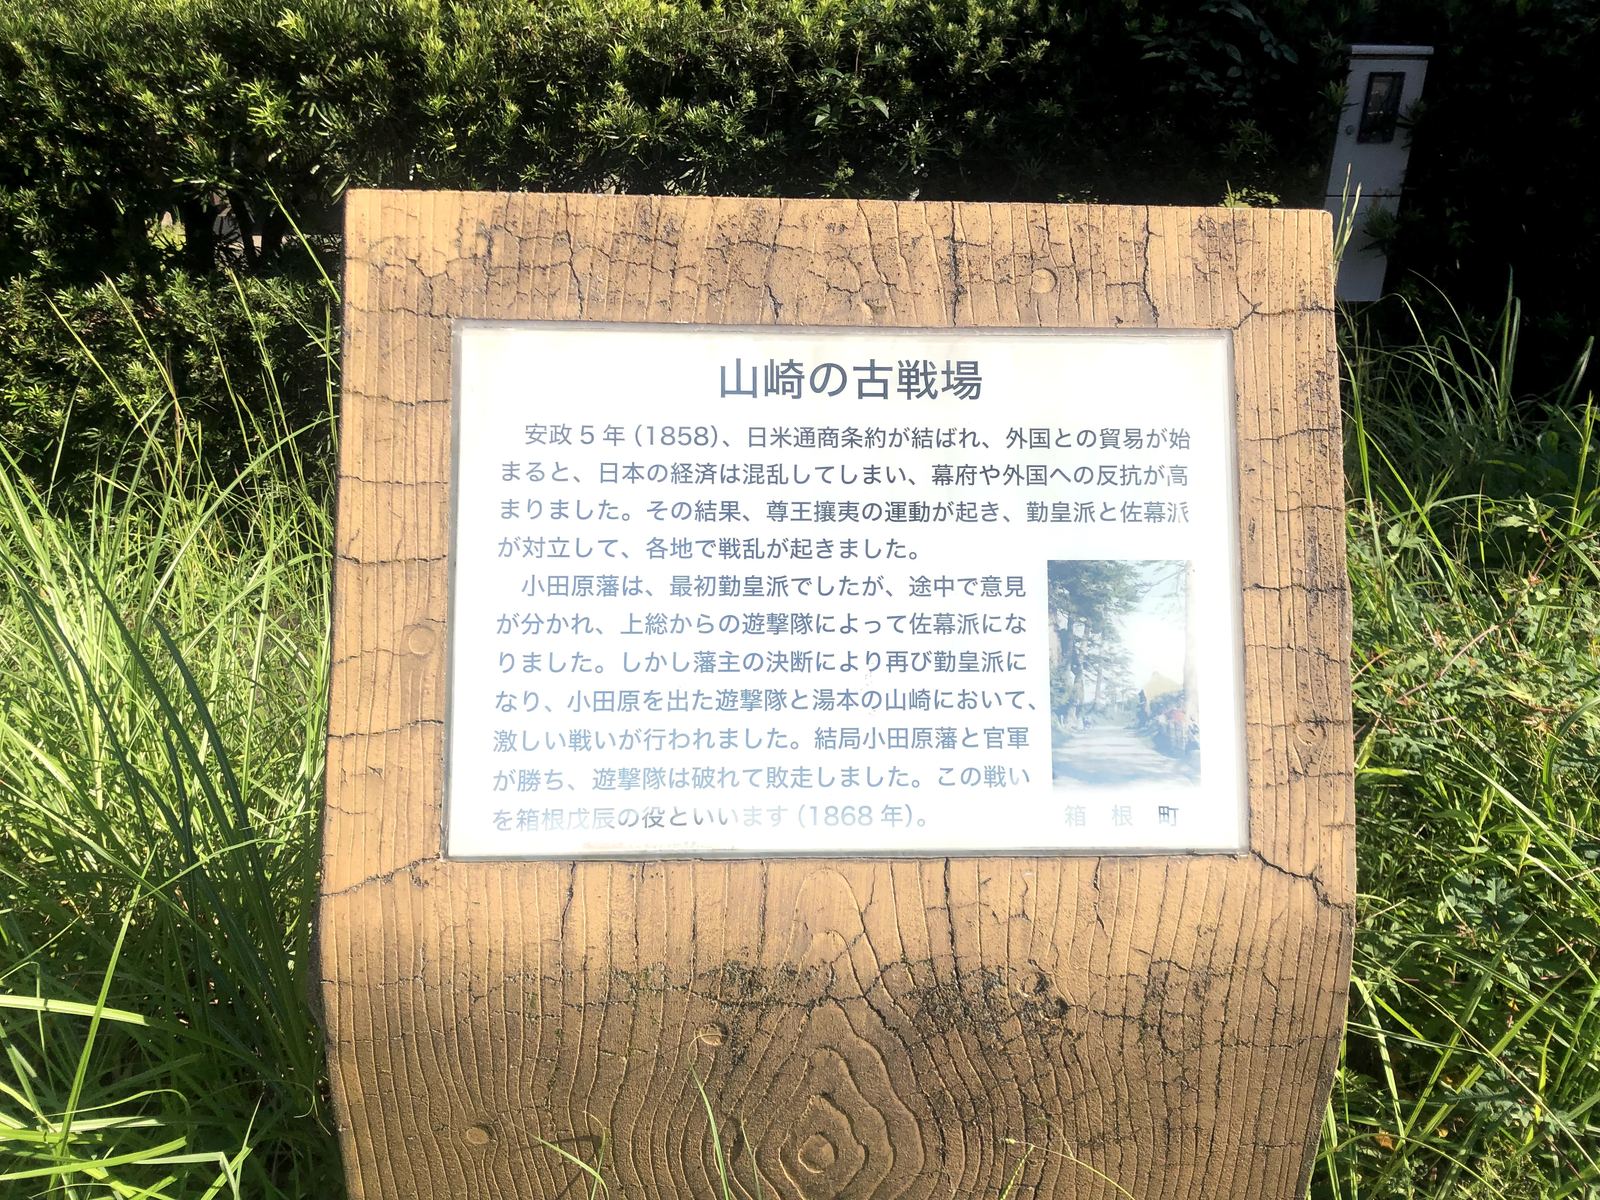 山崎の古戦場
安政5年(1858)、日米通商条約が結ばれ、外国との貿易が始
まると、日本の経済は混乱してしまい、幕府や外国への反抗が高
まりました。その結果、尊王攘夷の運動が起き、勤皇派と佐幕派
が対立して、各地で戦乱が起きました。
小田原藩は、最初勤皇派でしたが、途中で意見
が分かれ、上総からの遊撃隊によって佐幕派にな
りました。しかし藩主の決断により再び勤皇派に
なり、小田原を出た遊撃隊と湯本の山崎において、
激しい戦いが行われました。結局小田原藩と官軍
が勝ち、遊撃隊は破れて敗走しました。この戦い
を箱根戊辰の役といいます(1868年)。
箱根町